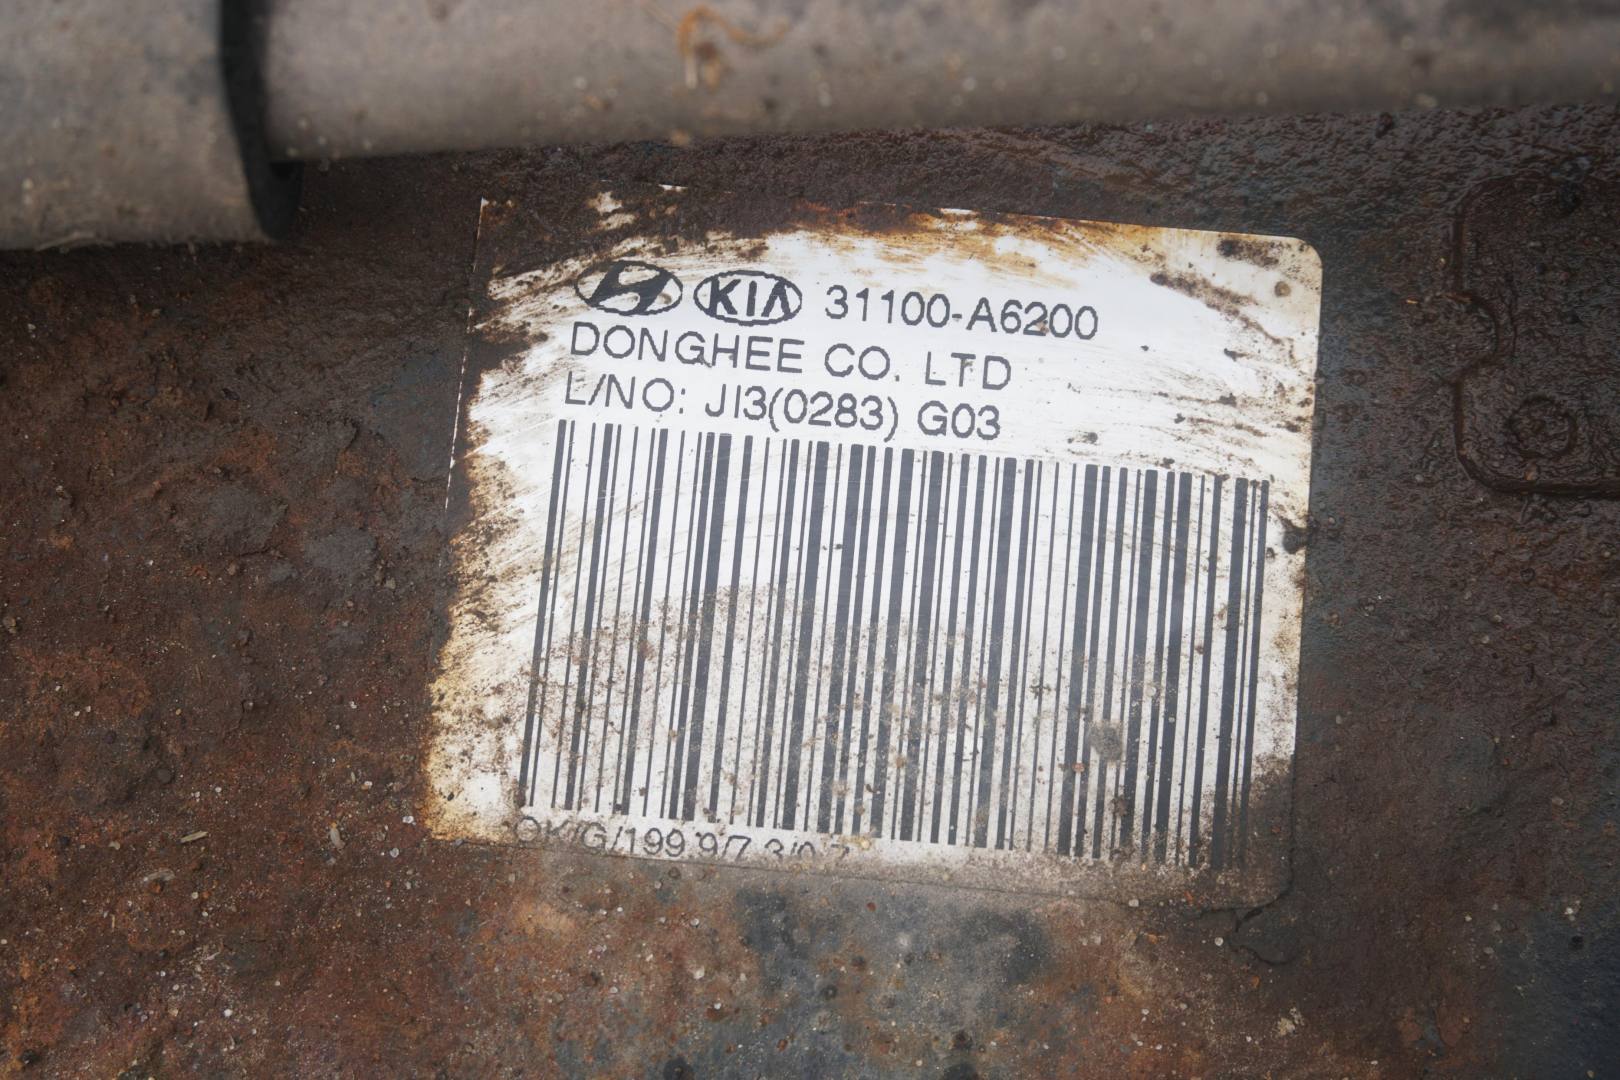 KIA 31100-A6200
DONGHEE CO. LTD
L/NO: JI3(0283) G03